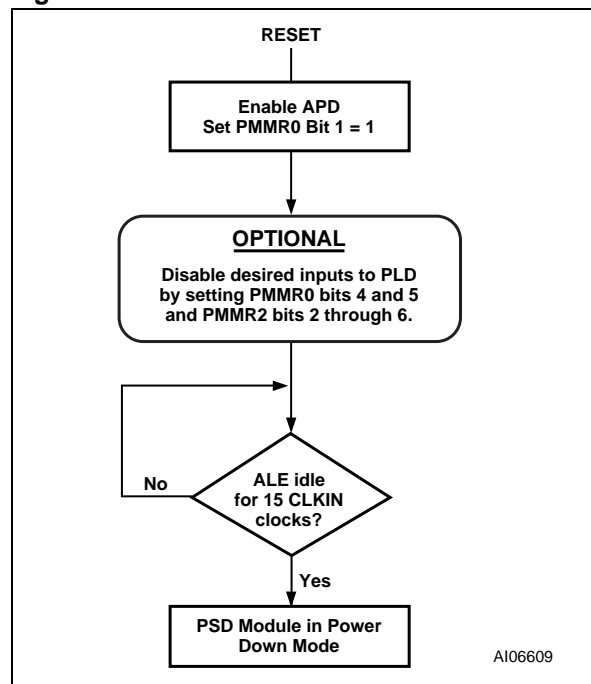 RESET
Enable APD
Set PMMR0 Bit 1 = 1
OPTIONAL
Disable desired inputs to PLD
by setting PMMR0 bits 4 and 5
and PMMR2 bits 2 through 6.
No
ALE idle
for 15 CLKIN
clocks?
Yes
PSD Module in Power
Down Mode
AI06609